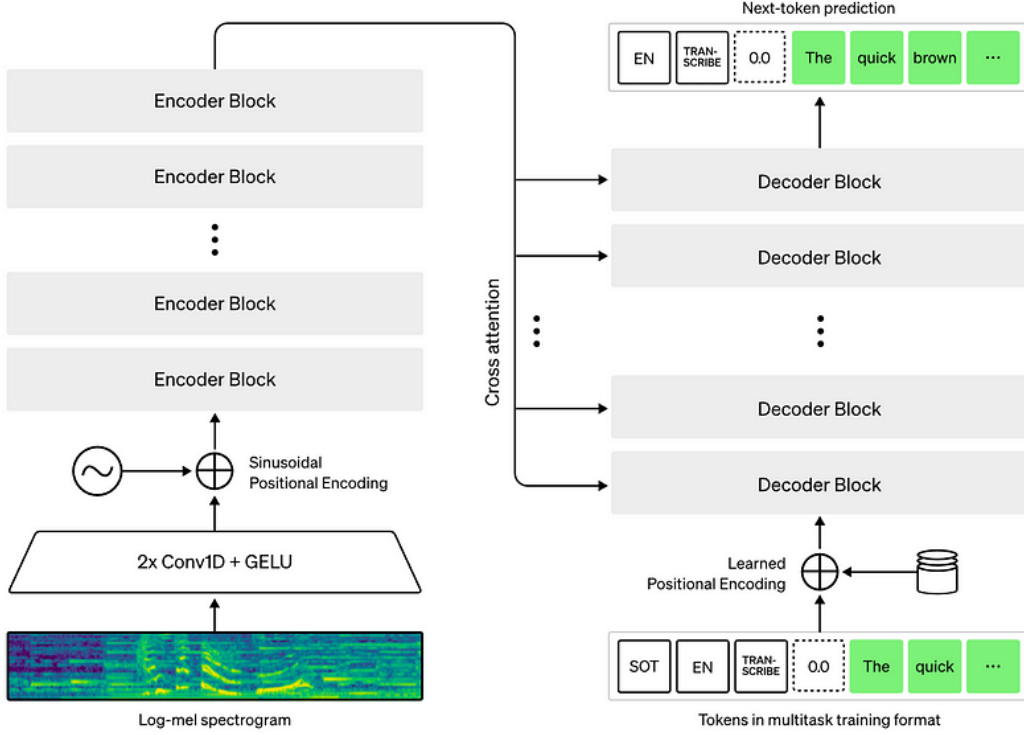 Next-token prediction
EN TRAN-SCRIBE 0.0 The quick brown ...
Encoder Block
Encoder Block
Encoder Block
Encoder Block
Sinusoidal
Positional Encoding
2x Conv1D + GELU
Log-mel spectrogram
Cross attention
Decoder Block
Decoder Block
Decoder Block
Decoder Block
Learned
Positional Encoding
SOT EN TRAN-SCRIBE 0.0 The quick ...
Tokens in multitask training format